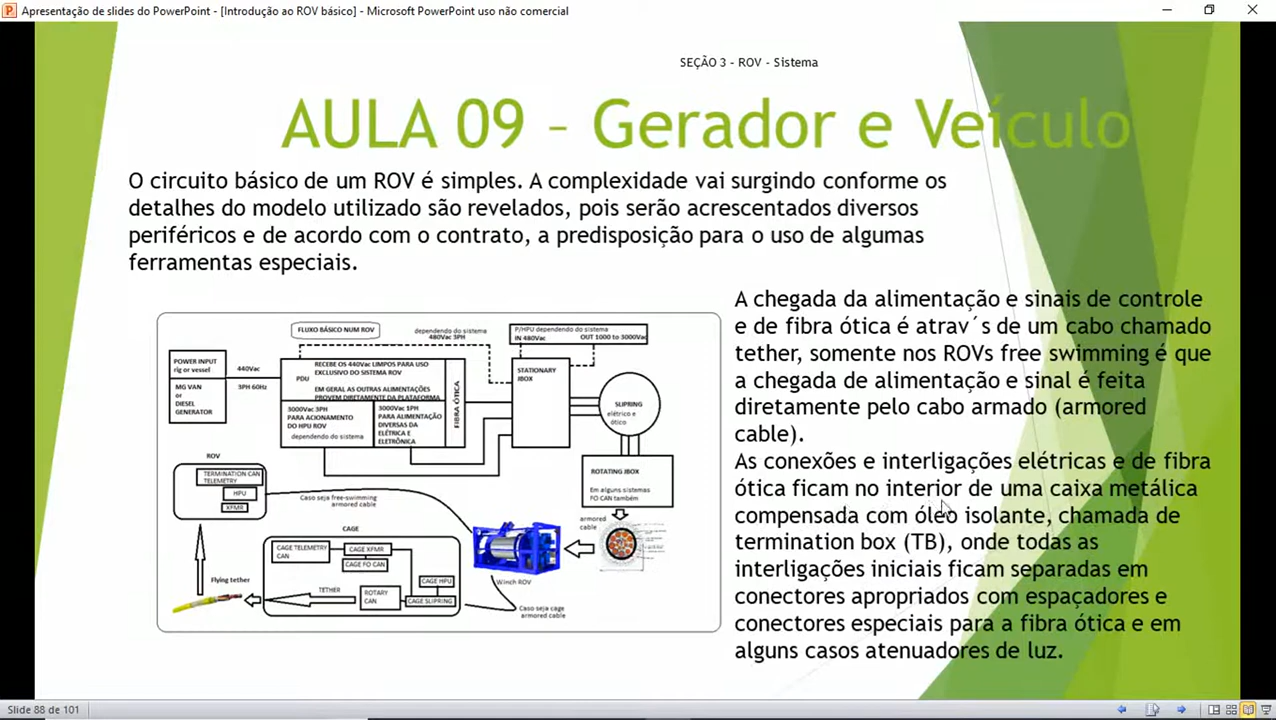 Apresentação de slides do PowerPoint - [Introdução ao ROV básico] - Microsoft PowerPoint uso não comercial
SEÇÃO 3 - ROV - Sistema
AULA 09 – Gerador e Veículo
O circuito básico de um ROV é simples. A complexidade vai surgindo conforme os
detalhes do modelo utilizado são revelados, pois serão acrescentados diversos
periféricos e de acordo com o contrato, a predisposição para o uso de algumas
ferramentas especiais.
FLUXO BÁSICO NUM ROV
dependendo do sistema
480Vac 3PH
P/HPU dependendo do sistema
IN 480Vac OUT 1000 to 3000Vac
POWER INPUT
rig or vessel
MG VAN
or
DIESEL
GENERATOR
440Vac
3PH 60Hz
PDU
RECEBE OS 440Vac LIMPOS PARA USO
EXCLUSIVO DO SISTEMA ROV
EM GERAL AS OUTRAS ALIMENTAÇÕES
PROVEM DIRETAMENTE DA PLATAFORMA
3000Vac 3PH
PARA ACIONAMENTO
DO HPU ROV
dependendo do sistema
3000Vac 1PH
PARA ALIMENTAÇÃO
DIVERSAS DA
ELÉTRICA E
ELETRÔNICA
FIBRA ÓTICA
STATIONARY
JBOX
SLIPRING
elétrico e
ótico
ROTATING JBOX
Em alguns sistemas
FO CAN também
armored
cable
ROV
TERMINATION CAN
TELEMETRY
HPU
XFMR
Caso seja free-swimming
armored cable
CAGE
CAGE TELEMETRY
CAN
CAGE XFMR
CAGE FO CAN
CAGE HPU
ROTARY
CAN
CAGE SLIPRING
TETHER
Flying tether
Winch ROV
Caso seja cage
armored cable
A chegada da alimentação e sinais de controle
e de fibra ótica é atrav´s de um cabo chamado
tether, somente nos ROVs free swimming é que
a chegada de alimentação e sinal é feita
diretamente pelo cabo armado (armored
cable).
As conexões e interligações elétricas e de fibra
ótica ficam no interior de uma caixa metálica
compensada com óleo isolante, chamada de
termination box (TB), onde todas as
interligações iniciais ficam separadas em
conectores apropriados com espaçadores e
conectores especiais para a fibra ótica e em
alguns casos atenuadores de luz.
Slide 88 de 101